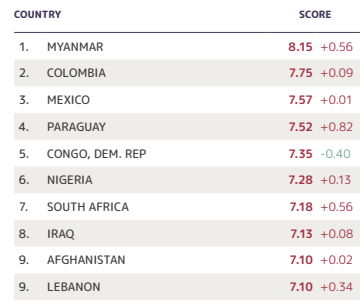 COUNTRY SCORE
1. MYANMAR 8.15 +0.56
2. COLOMBIA 7.75 +0.09
3. MEXICO 7.57 +0.01
4. PARAGUAY 7.52 +0.82
5. CONGO, DEM. REP 7.35 -0.40
6. NIGERIA 7.28 +0.13
7. SOUTH AFRICA 7.18 +0.56
8. IRAQ 7.13 +0.08
9. AFGHANISTAN 7.10 +0.02
9. LEBANON 7.10 +0.34